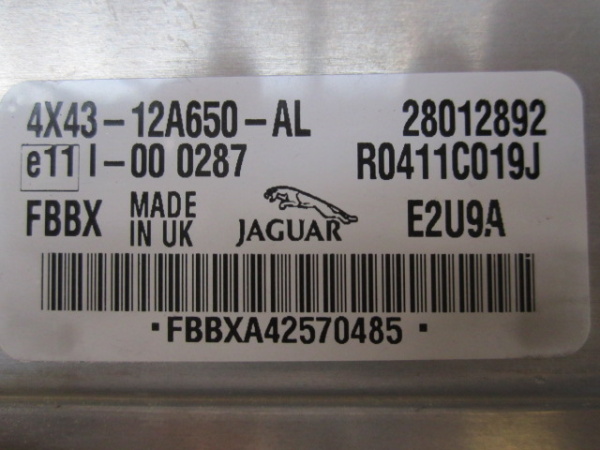 4X43-12A650-AL 28012892
e11 I-00 0287 R0411C019J
FBBX MADE IN UK JAGUAR E2U9A
·FBBXA42570485·